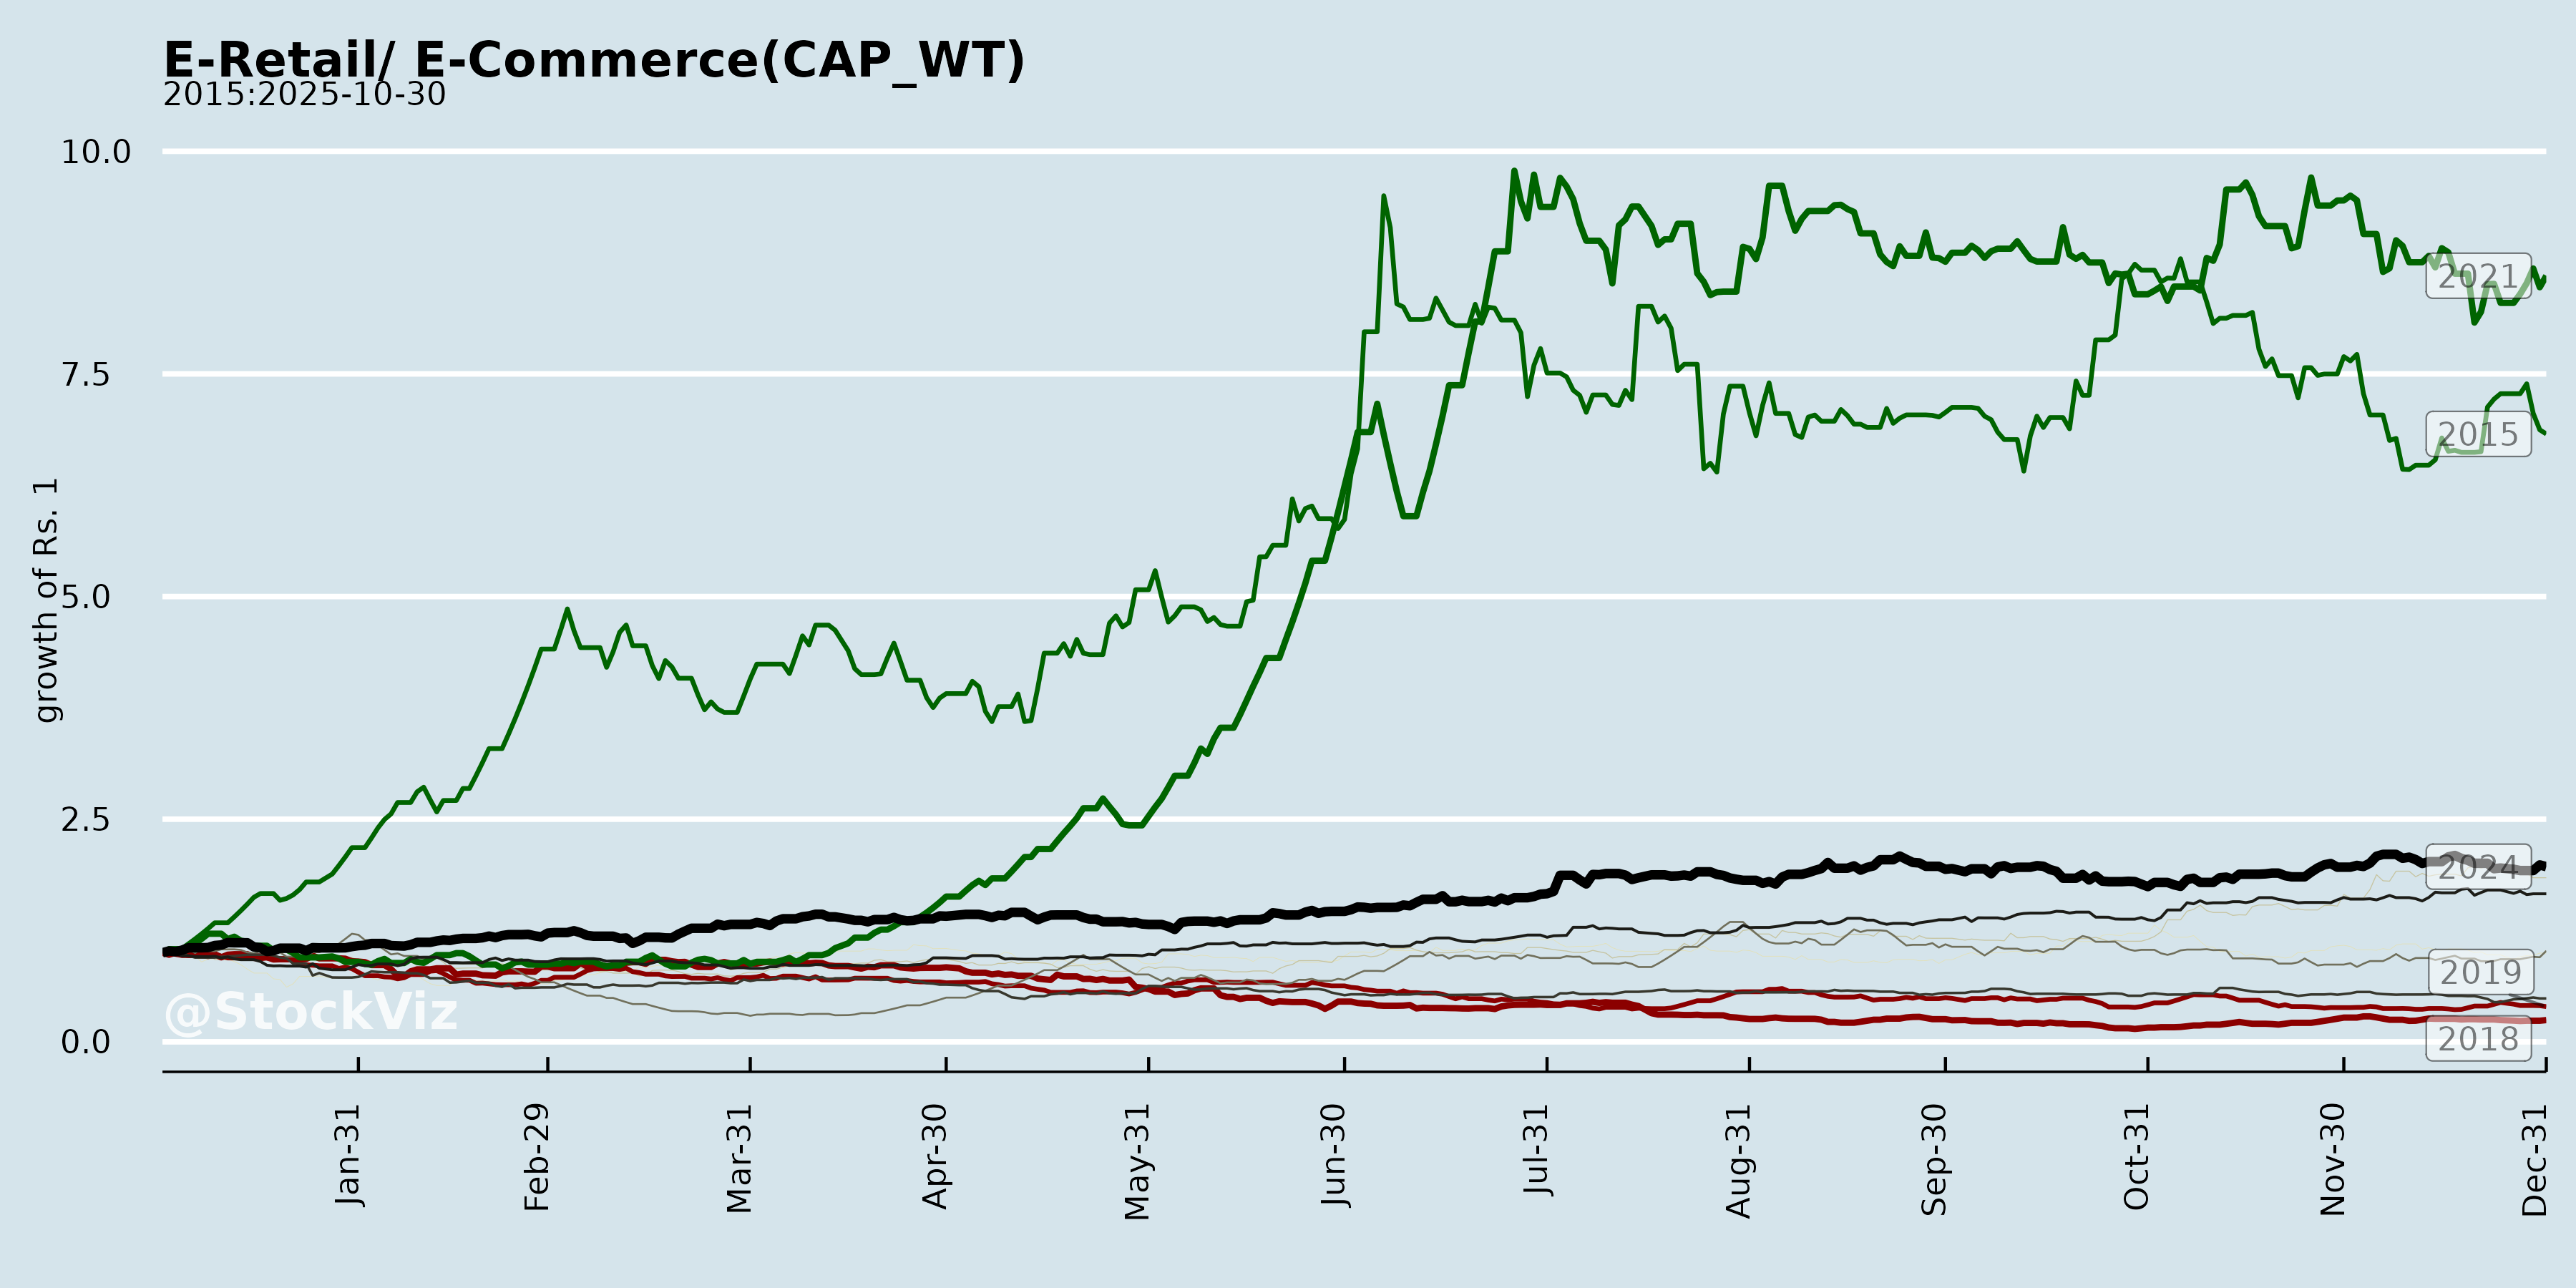 E-Retail/ E-Commerce(CAP_WT)
2015:2025-10-30
growth of Rs. 1
10.0
7.5
5.0
2.5
0.0
2021
2015
2024
2019
2018
@StockViz
Jan-31
Feb-29
Mar-31
Apr-30
May-31
Jun-30
Jul-31
Aug-31
Sep-30
Oct-31
Nov-30
Dec-31